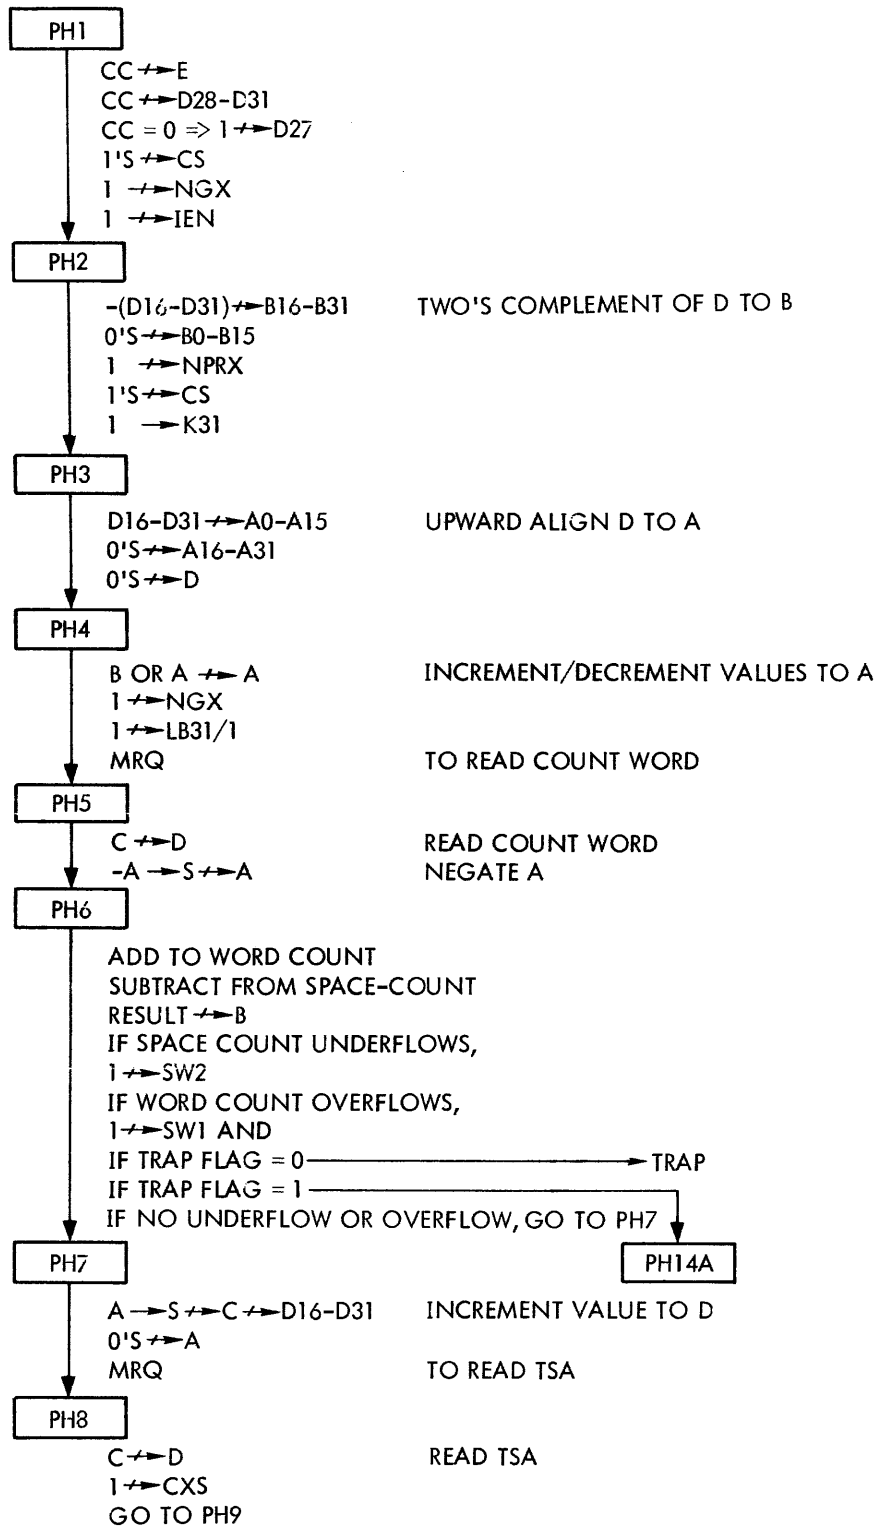 PH1
CC ↛ E
CC ↛ D28-D31
CC = 0 => 1 ↛ D27
1'S ↛ CS
1 ↛ NGX
1 ↛ IEN
PH2
-(D16-D31) ↛ B16-B31 TWO'S COMPLEMENT OF D TO B
0'S ↛ B0-B15
1 ↛ NPRX
1'S ↛ CS
1 → K31
PH3
D16-D31 ↛ A0-A15 UPWARD ALIGN D TO A
0'S ↛ A16-A31
0'S ↛ D
PH4
B OR A ↛ A INCREMENT/DECREMENT VALUES TO A
1 ↛ NGX
1 ↛ LB31/1
MRQ TO READ COUNT WORD
PH5
C ↛ D READ COUNT WORD
-A → S ↛ A NEGATE A
PH6
ADD TO WORD COUNT
SUBTRACT FROM SPACE-COUNT
RESULT ↛ B
IF SPACE COUNT UNDERFLOWS,
1 ↛ SW2
IF WORD COUNT OVERFLOWS,
1 ↛ SW1 AND
IF TRAP FLAG = 0 → TRAP
IF TRAP FLAG = 1
IF NO UNDERFLOW OR OVERFLOW, GO TO PH7
PH7 PH14A
A → S ↛ C ↛ D16-D31 INCREMENT VALUE TO D
0'S ↛ A
MRQ TO READ TSA
PH8
C ↛ D READ TSA
1 ↛ CXS
GO TO PH9